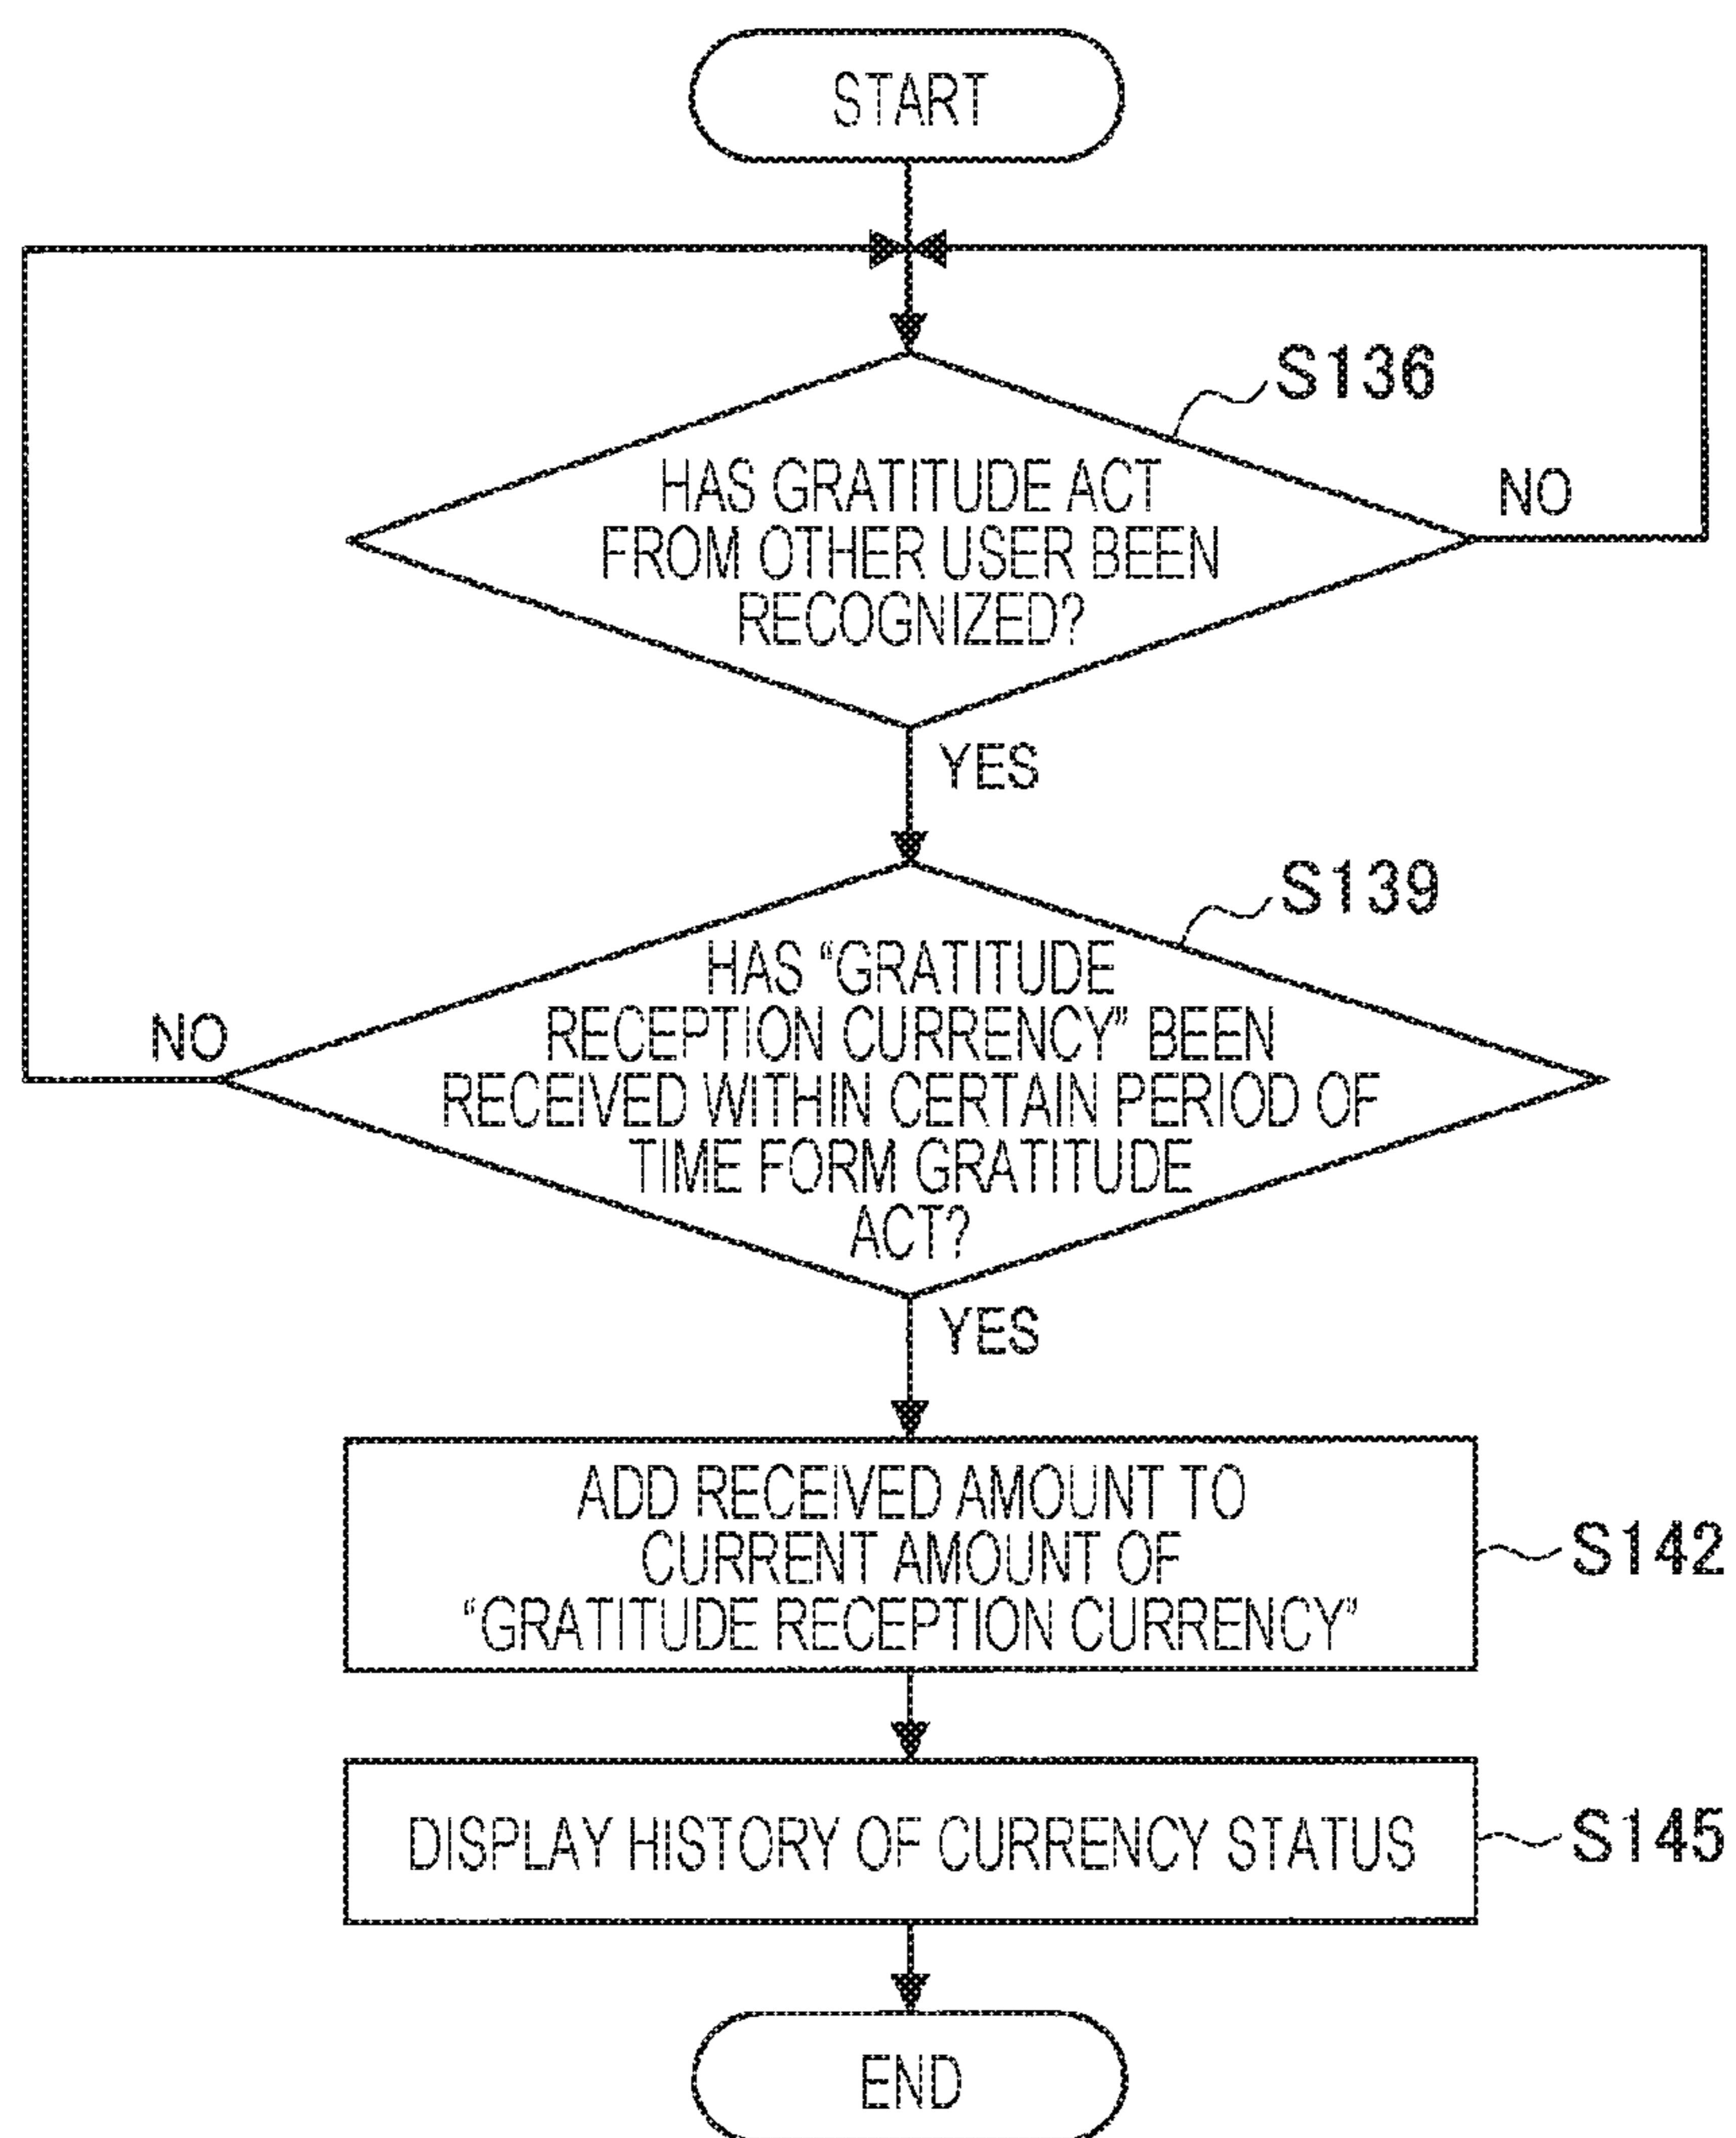 START
S136
HAS GRATITUDE ACT
FROM OTHER USER BEEN
RECOGNIZED?
NO
YES
S139
HAS “GRATITUDE
RECEPTION CURRENCY” BEEN
RECEIVED WITHIN CERTAIN PERIOD OF
TIME FORM GRATITUDE
ACT?
NO
YES
ADD RECEIVED AMOUNT TO
CURRENT AMOUNT OF
“GRATITUDE RECEPTION CURRENCY”
S142
DISPLAY HISTORY OF CURRENCY STATUS
S145
END